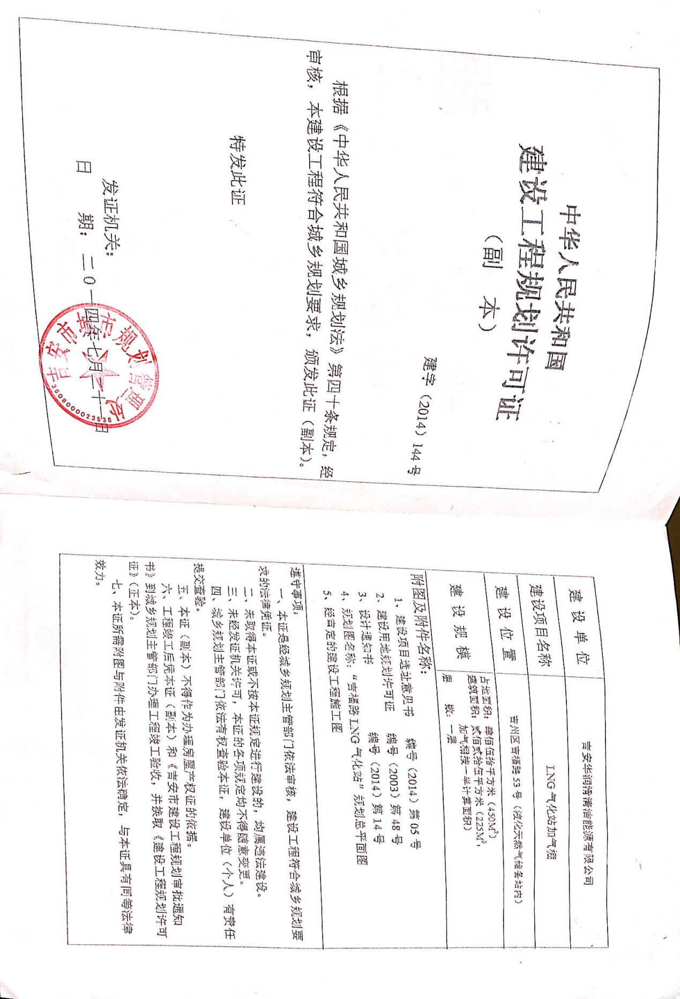 中华人民共和国
建设工程规划许可证
（副 本）
建字（2014）144号
根据《中华人民共和国城乡规划法》第四十条规定，经
审核，本建设工程符合城乡规划要求，颁发此证（副本）。
特发此证
发证机关：
日 期：二０一四年七月二十一日
吉安市城市规划管理处
3608000023538
建设单位 吉安华润清洁能源有限公司
建设项目名称 LNG气化站加气棚
建设位置 吉州区吉福路53号（液化天然气储备站内）
建设规模 占地面积：肆佰伍拾平方米（450M²）
建筑面积：贰佰贰拾伍平方米（225M²，
加气棚按一半计算面积）
层 数：一层
附图及附件名称：
1、建设项目选址意见书 编号（2014）第05号
2、建设用地规划许可证 编号（2003）第48号
3、设计通知书 编号（2014）第14号
4、规划图名称：“吉福路LNG气化站”规划总平面图
5、经审定的建设工程施工图
遵守事项：
一、本证是经城乡规划主管部门依法审核，建设工程符合城乡规划要
求的法律凭证。
二、未取得本证或不按本证规定进行建设的，均属违法建设。
三、未经发证机关许可，本证的各项规定均不得随意变更。
四、城乡规划主管部门依法有权查验本证，建设单位（个人）有责任
提交查验。
五、本证（副本）不得作为办理房屋产权证的依据。
六、工程竣工后凭本证（副本）和《吉安市建设工程规划审批通知
书》到城乡规划主管部门办理工程竣工验收，并换取《建设工程规划许可
证》（正本）。
七、本证所需附图与附件由发证机关依法确定，与本证具有同等法律
效力。